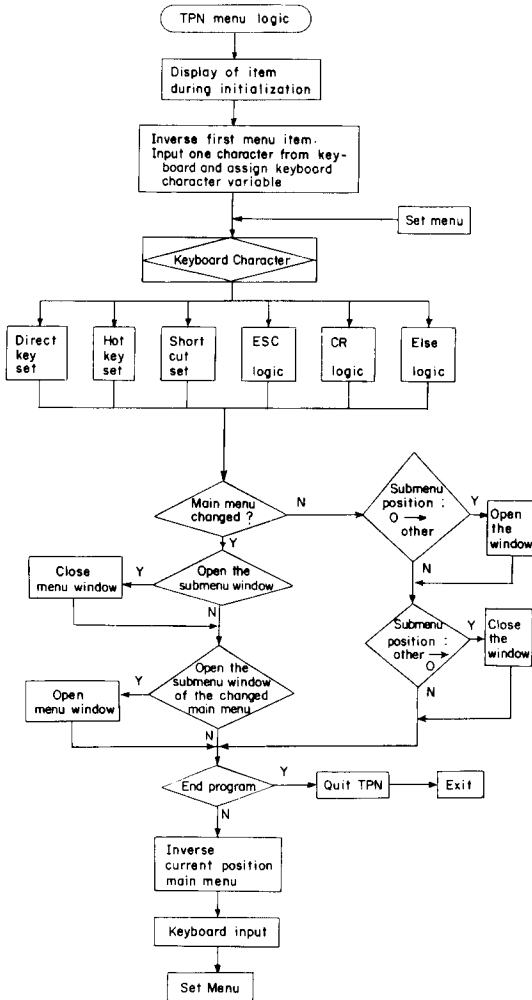 TPN menu logic
Display of item
during initialization
Inverse first menu item.
Input one character from key-
board and assign keyboard
character variable
Set menu
Keyboard Character
Direct
key
set
Hot
key
set
Short
cut
set
ESC
logic
CR
logic
Else
logic
Main menu
changed ?
N
Y
Submenu
position :
O →
other
Y
N
Open
the
window
Open the
submenu window
Y
N
Close
menu window
Submenu
position :
other →
O
Y
N
Close
the
window
Open the
submenu window
of the changed
main menu
Y
N
Open
menu window
End program
Y
N
Quit TPN
Exit
Inverse
current position
main menu
Keyboard input
Set Menu